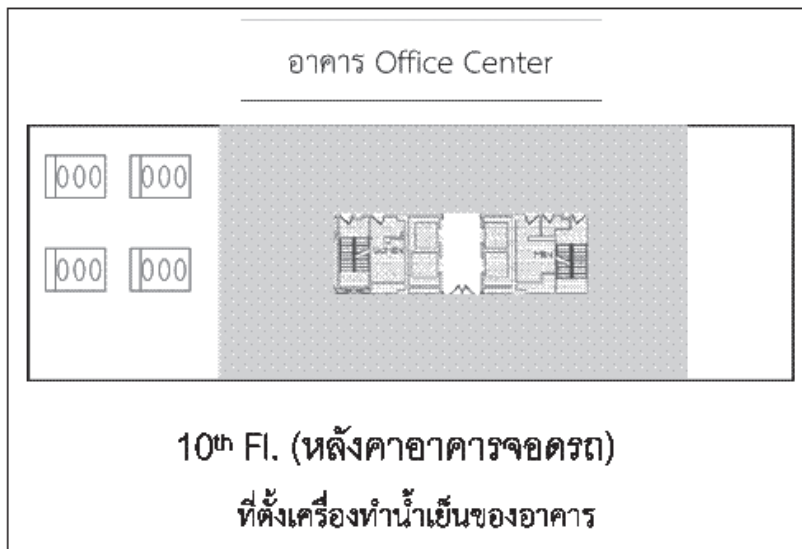 อาคาร Office Center
000 000
000 000
MEN
10th Fl. (หลังคาอาคารจอดรถ)
ที่ตั้งเครื่องทำน้ำเย็นของอาคาร